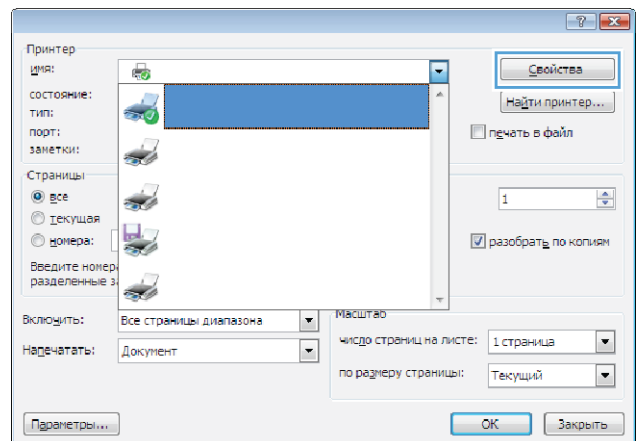 Принтер
имя:
Свойства
состояние:
Найти принтер...
тип:
порт:
печать в файл
заметки:
Страницы
все
1
текущая
номера:
разобрать по копиям
Введите
разделенные
Включить:
Все страницы диапазона
Масштаб
число страниц на листе:
1 страница
Напечатать:
Документ
по размеру страницы:
Текущий
Параметры...
ОК
Закрыть